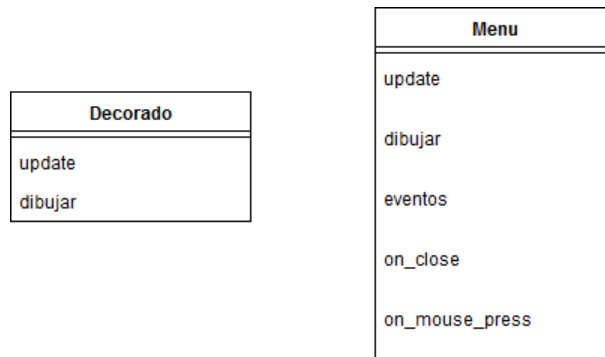 Decorado
update
dibujar
Menu
update
dibujar
eventos
on_close
on_mouse_press